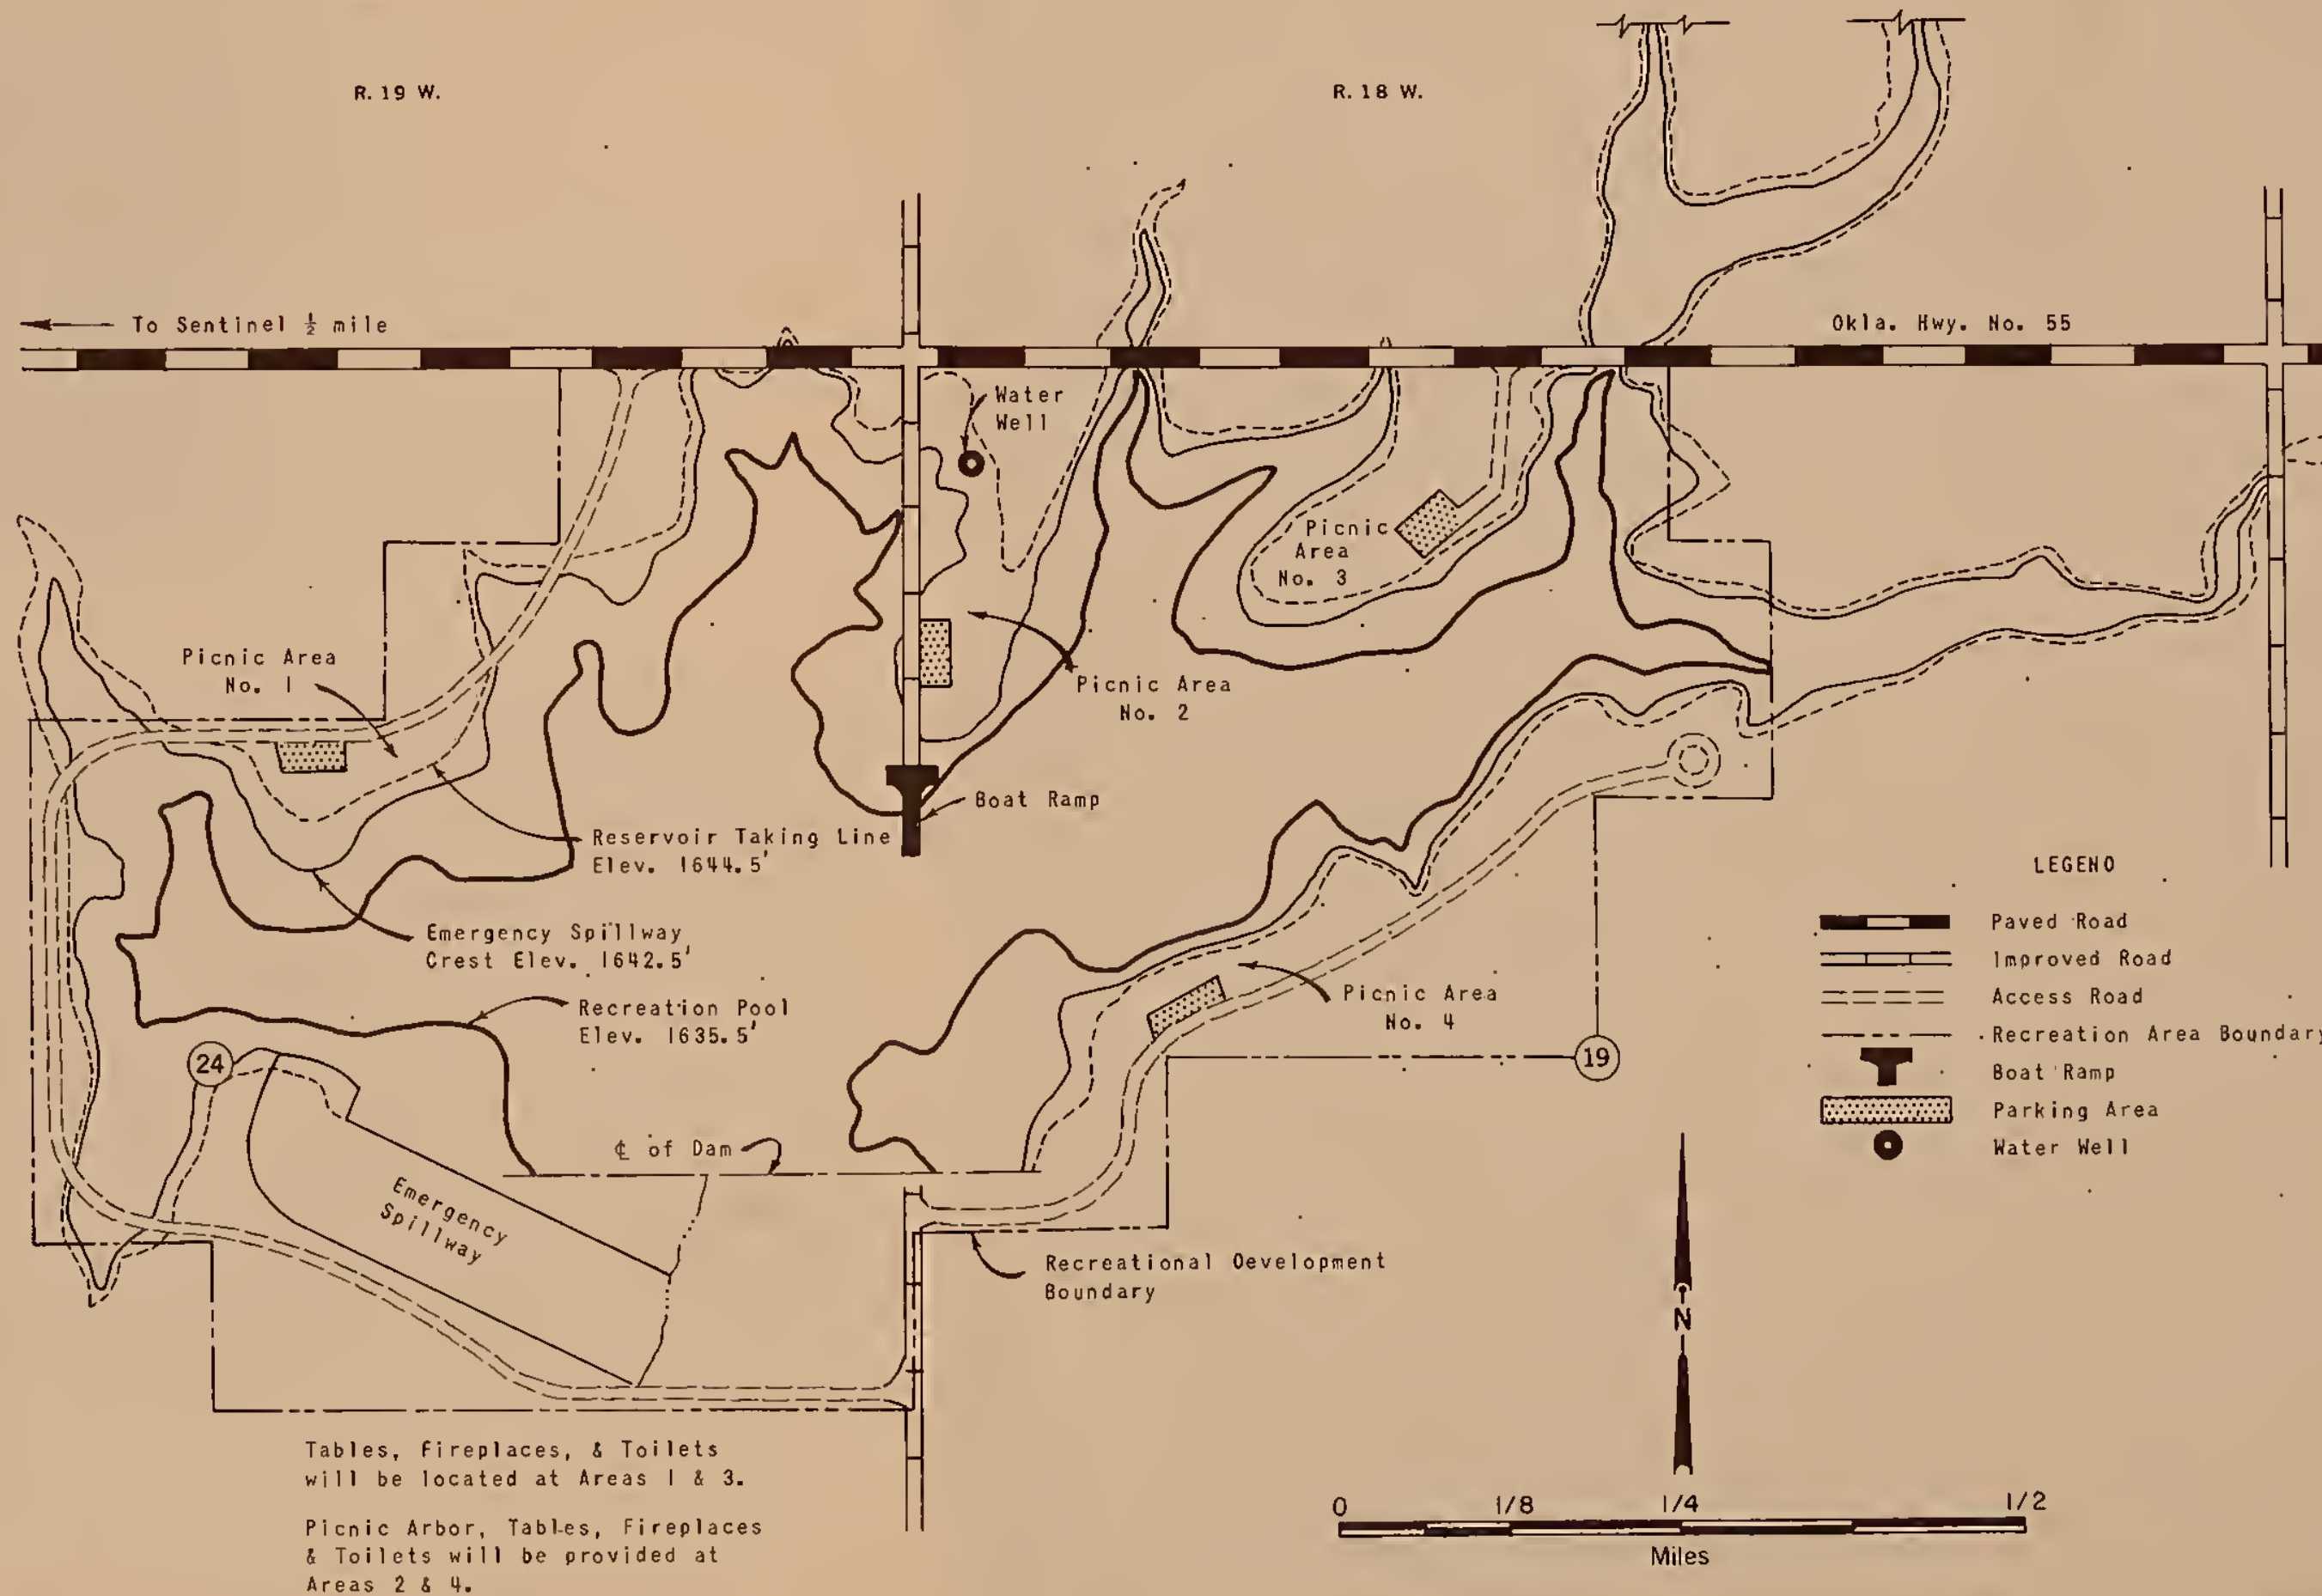 R. 19 W.
R. 18 W.
To Sentinel ½ mile
Okla. Hwy. No. 55
Water
Well
Picnic
Area
No. 3
Picnic Area
No. 1
Picnic Area
No. 2
Boat Ramp
Reservoir Taking Line
Elev. 1644.5'
Emergency Spillway
Crest Elev. 1642.5'
Recreation Pool
Elev. 1635.5'
Picnic Area
No. 4
24
19
℄ of Dam
Emergency
Spillway
Recreational Oevelopment
Boundary
LEGENO
Paved Road
Improved Road
Access Road
Recreation Area Boundary
Boat Ramp
Parking Area
Water Well
N
Tables, Fireplaces, & Toilets
will be located at Areas 1 & 3.
Picnic Arbor, Tables, Fireplaces
& Toilets will be provided at
Areas 2 & 4.
0 1/8 1/4 1/2
Miles